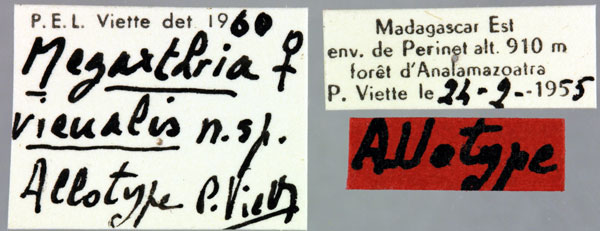 P.E.L. Viette det 1960
Megarthria ♀
vieualis n.sp.
Allotype P. Viette
Madagascar Est
env. de Perinet alt. 910 m
forêt d'Analamazoatra
P. Viette le 24-2-1955
Allotype